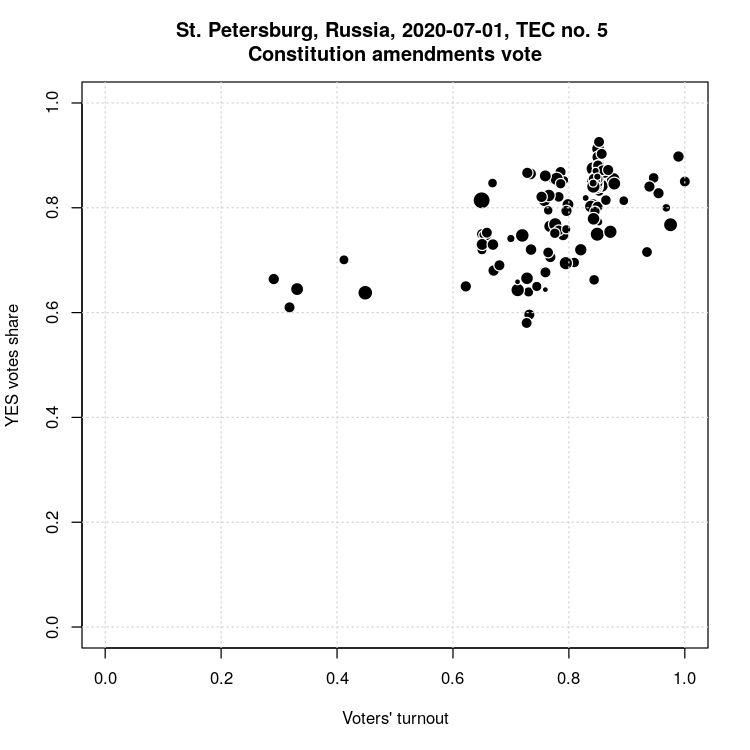 St. Petersburg, Russia, 2020-07-01, TEC no. 5
Constitution amendments vote
YES votes share
1.0
0.8
0.6
0.4
0.2
0.0
0.0 0.2 0.4 0.6 0.8 1.0
Voters' turnout